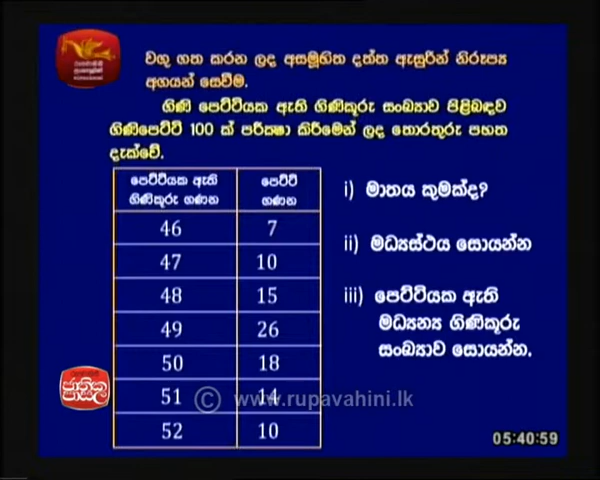 වගු ගත කරන ලද අසමූහිත දත්ත ඇසුරින් නිරූප්‍ය
අගයන් සෙවීම.
ගිණි පෙට්ටියක ඇති ගිණිකූරු සංඛ්‍යාව පිළිබඳව
ගිණිපෙට්ටි 100 ක් පරීක්‍ෂා කිරීමෙන් ලද තොරතුරු පහත
දැක්වේ.
පෙට්ටියක ඇති
ගිණිකූරු ගණන
පෙට්ටි
ගණන
46 7
47 10
48 15
49 26
50 18
51 14
52 10
i) මාතය කුමක්ද?
ii) මධ්‍යස්ථය සොයන්න
iii) පෙට්ටියක ඇති
මධ්‍යන්‍ය ගිණිකූරු
සංඛ්‍යාව සොයන්න.
ජාතික
පාසල
© www.rupavahini.lk
05:40:59